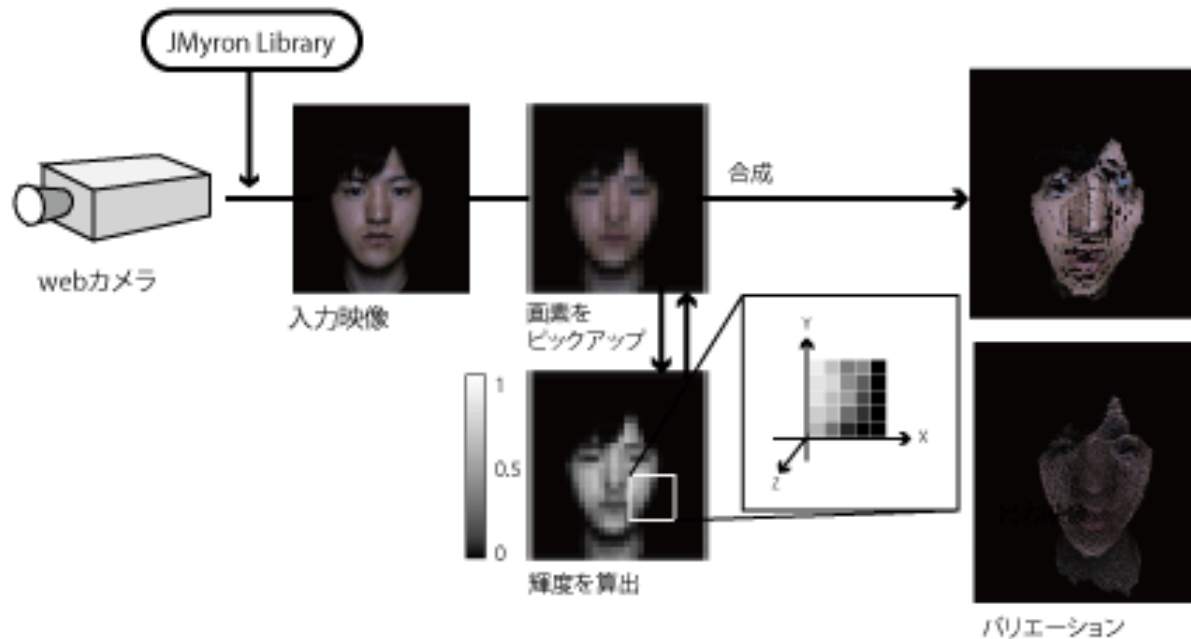 JMyron Library
webカメラ
入力映像
画素を
ピックアップ
合成
1
0.5
0
輝度を算出
Y
X
Z
バリエーション